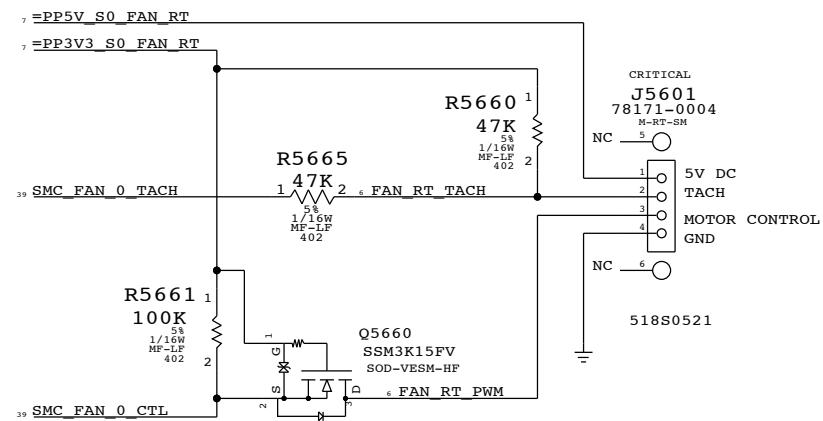 7 =PP5V_S0_FAN_RT
7 =PP3V3_S0_FAN_RT
CRITICAL
J5601
78171-0004
M-RT-SM
NC 5
R5660 1
47K
5%
1/16W
MF-LF
402 2
R5665
1 47K 2
5%
1/16W
MF-LF
402
39 SMC_FAN_0_TACH
6 FAN_RT_TACH
1 5V DC
2 TACH
3 MOTOR CONTROL
4 GND
NC 6
518S0521
R5661 1
100K
5%
1/16W
MF-LF
402 2
Q5660
SSM3K15FV
SOD-VESM-HF
1 G
S 2
D 3
6 FAN_RT_PWM
39 SMC_FAN_0_CTL